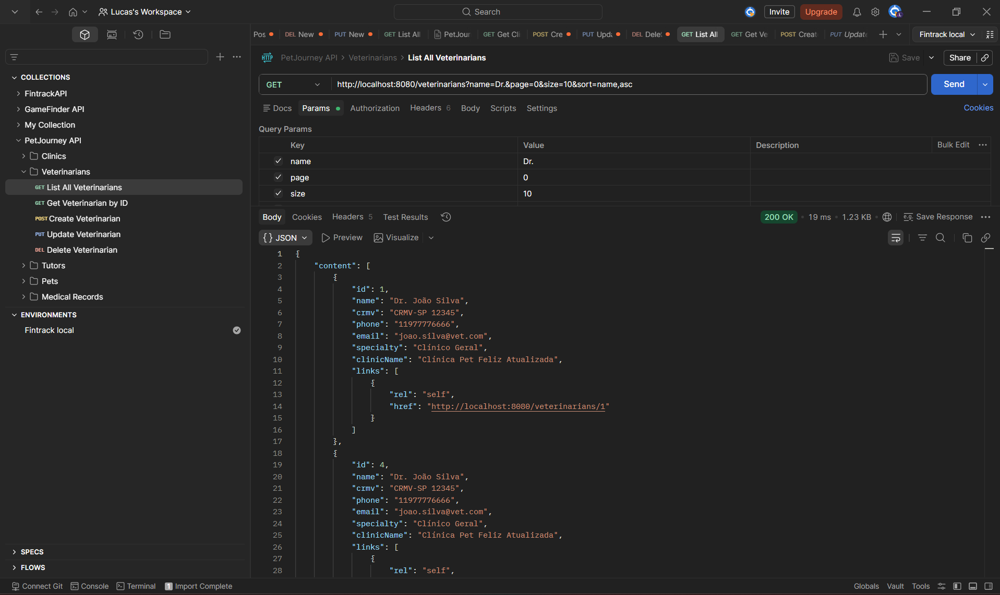 Lucas's Workspace
Search
Invite
Upgrade
L
Pos
DEL New
PUT New
GET List All
PetJour
GET Get Cli
POST Cre
PUT Upda
DEL Delet
GET List All
GET Get Ve
POST Creat
PUT Update
Fintrack local
HTTP
PetJourney API > Veterinarians > List All Veterinarians
Save
Share
GET
http://localhost:8080/veterinarians?name=Dr.&page=0&size=10&sort=name,asc
Send
Docs
Params
Authorization
Headers 6
Body
Scripts
Settings
Cookies
Query Params
Key Value Description Bulk Edit
name Dr.
page 0
size 10
COLLECTIONS
FintrackAPI
GameFinder API
My Collection
PetJourney API
Clinics
Veterinarians
GET List All Veterinarians
GET Get Veterinarian by ID
POST Create Veterinarian
PUT Update Veterinarian
DEL Delete Veterinarian
Tutors
Pets
Medical Records
ENVIRONMENTS
Fintrack local
SPECS
FLOWS
Body Cookies Headers 5 Test Results
200 OK • 19 ms • 1.23 KB • e.g. Save Response
{} JSON Preview Visualize
1 {
2 "content": [
3 {
4 "id": 1,
5 "name": "Dr. João Silva",
6 "crmv": "CRMV-SP 12345",
7 "phone": "11977776666",
8 "email": "joao.silva@vet.com",
9 "specialty": "Clínico Geral",
10 "clinicName": "Clínica Pet Feliz Atualizada",
11 "links": [
12 {
13 "rel": "self",
14 "href": "http://localhost:8080/veterinarians/1"
15 }
16 ]
17 },
18 {
19 "id": 4,
20 "name": "Dr. João Silva",
21 "crmv": "CRMV-SP 12345",
22 "phone": "11977776666",
23 "email": "joao.silva@vet.com",
24 "specialty": "Clínico Geral",
25 "clinicName": "Clínica Pet Feliz Atualizada",
26 "links": [
27 {
28 "rel": "self",
Connect Git Console Terminal 1 Import Complete
Globals Vault Tools